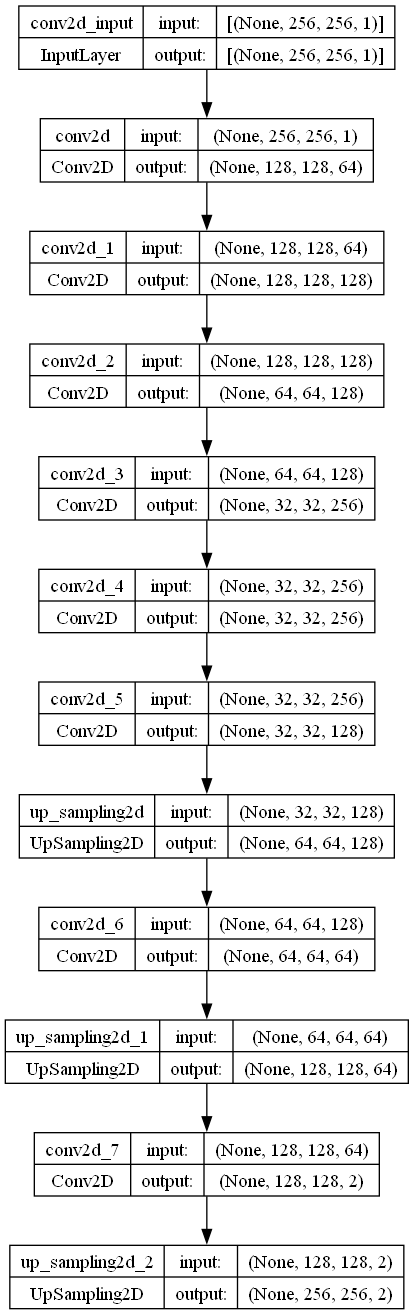 conv2d_input input: [(None, 256, 256, 1)]
InputLayer output: [(None, 256, 256, 1)]
conv2d input: (None, 256, 256, 1)
Conv2D output: (None, 128, 128, 64)
conv2d_1 input: (None, 128, 128, 64)
Conv2D output: (None, 128, 128, 128)
conv2d_2 input: (None, 128, 128, 128)
Conv2D output: (None, 64, 64, 128)
conv2d_3 input: (None, 64, 64, 128)
Conv2D output: (None, 32, 32, 256)
conv2d_4 input: (None, 32, 32, 256)
Conv2D output: (None, 32, 32, 256)
conv2d_5 input: (None, 32, 32, 256)
Conv2D output: (None, 32, 32, 128)
up_sampling2d input: (None, 32, 32, 128)
UpSampling2D output: (None, 64, 64, 128)
conv2d_6 input: (None, 64, 64, 128)
Conv2D output: (None, 64, 64, 64)
up_sampling2d_1 input: (None, 64, 64, 64)
UpSampling2D output: (None, 128, 128, 64)
conv2d_7 input: (None, 128, 128, 64)
Conv2D output: (None, 128, 128, 2)
up_sampling2d_2 input: (None, 128, 128, 2)
UpSampling2D output: (None, 256, 256, 2)